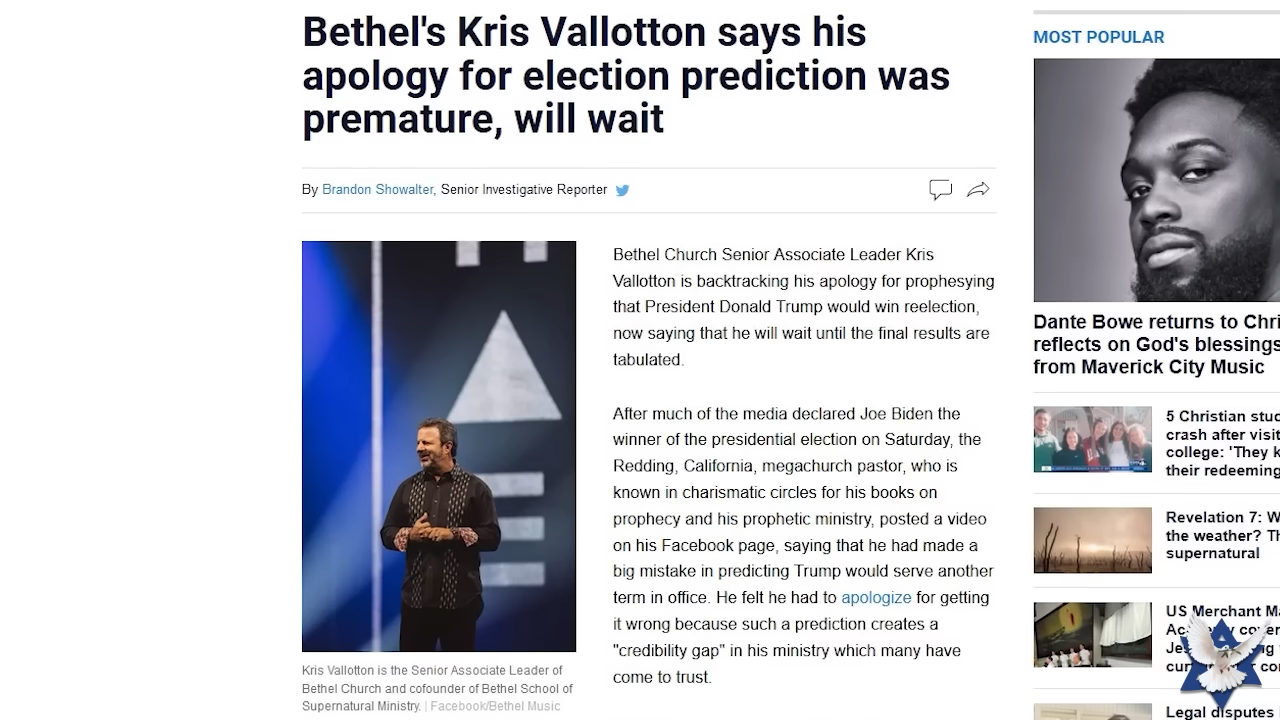 Bethel's Kris Vallotton says his
apology for election prediction was
premature, will wait
By Brandon Showalter, Senior Investigative Reporter
Bethel Church Senior Associate Leader Kris
Vallotton is backtracking his apology for prophesying
that President Donald Trump would win reelection,
now saying that he will wait until the final results are
tabulated.
After much of the media declared Joe Biden the
winner of the presidential election on Saturday, the
Redding, California, megachurch pastor, who is
known in charismatic circles for his books on
prophecy and his prophetic ministry, posted a video
on his Facebook page, saying that he had made a
big mistake in predicting Trump would serve another
term in office. He felt he had to apologize for getting
it wrong because such a prediction creates a
"credibility gap" in his ministry which many have
come to trust.
Kris Vallotton is the Senior Associate Leader of
Bethel Church and cofounder of Bethel School of
Supernatural Ministry. | Facebook/Bethel Music
MOST POPULAR
Dante Bowe returns to Chri
reflects on God's blessings
from Maverick City Music
5 Christian stud
crash after visit
college: 'They k
their redeeming
Revelation 7: W
the weather? Th
supernatural
US Merchant Ma
Legal disputes